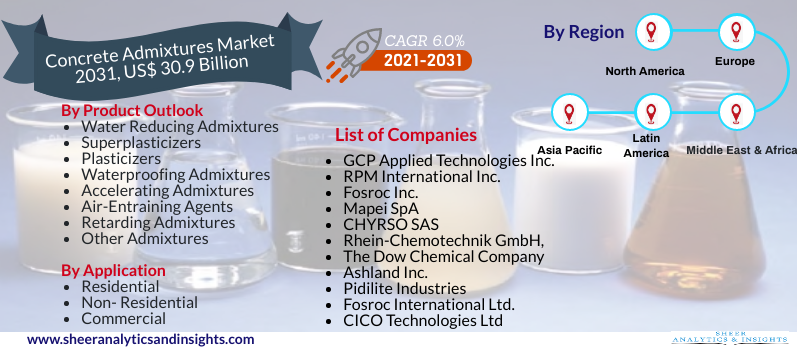 Concrete Admixtures Market
2031, US$ 30.9 Billion
CAGR 6.0%
2021-2031
By Region
North America
Europe
Asia Pacific
Latin
America
Middle East & Africa
By Product Outlook
• Water Reducing Admixtures
• Superplasticizers
• Plasticizers
• Waterproofing Admixtures
• Accelerating Admixtures
• Air-Entraining Agents
• Retarding Admixtures
• Other Admixtures
By Application
• Residential
• Non- Residential
• Commercial
List of Companies
• GCP Applied Technologies Inc.
• RPM International Inc.
• Fosroc Inc.
• Mapei SpA
• CHYRSO SAS
• Rhein-Chemotechnik GmbH,
• The Dow Chemical Company
• Ashland Inc.
• Pidilite Industries
• Fosroc International Ltd.
• CICO Technologies Ltd
www.sheeranalyticsandinsights.com
SHEER
ANALYTICS & INSIGHTS